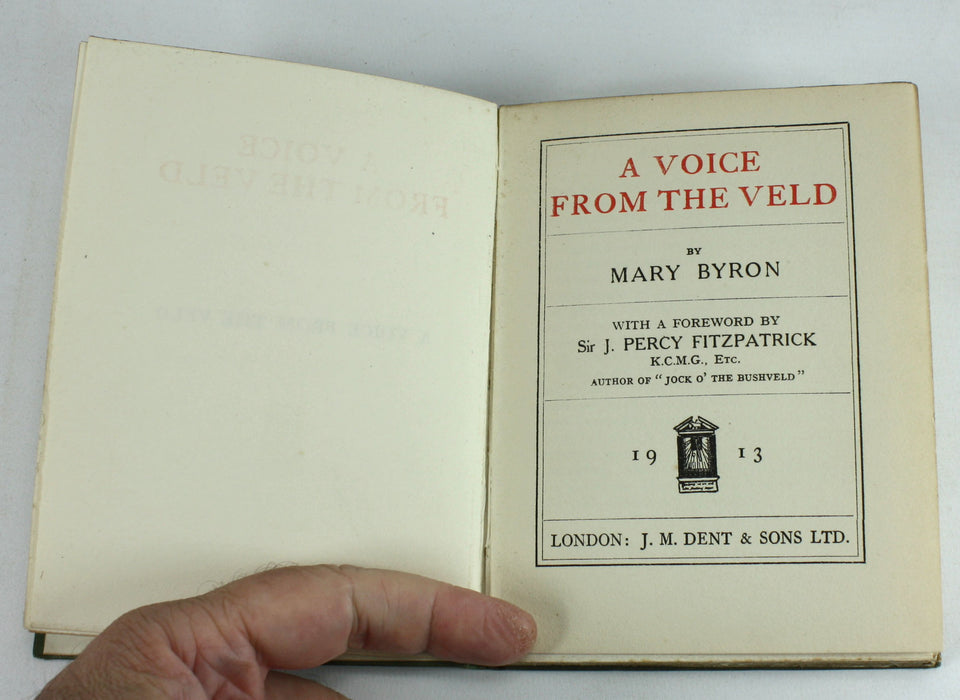 A VOICE
FROM THE VELD
BY
MARY BYRON
WITH A FOREWORD BY
Sir J. PERCY FITZPATRICK
K.C.M.G., Etc.
AUTHOR OF "JOCK O' THE BUSHVELD"
19 13
LONDON: J. M. DENT & SONS LTD.